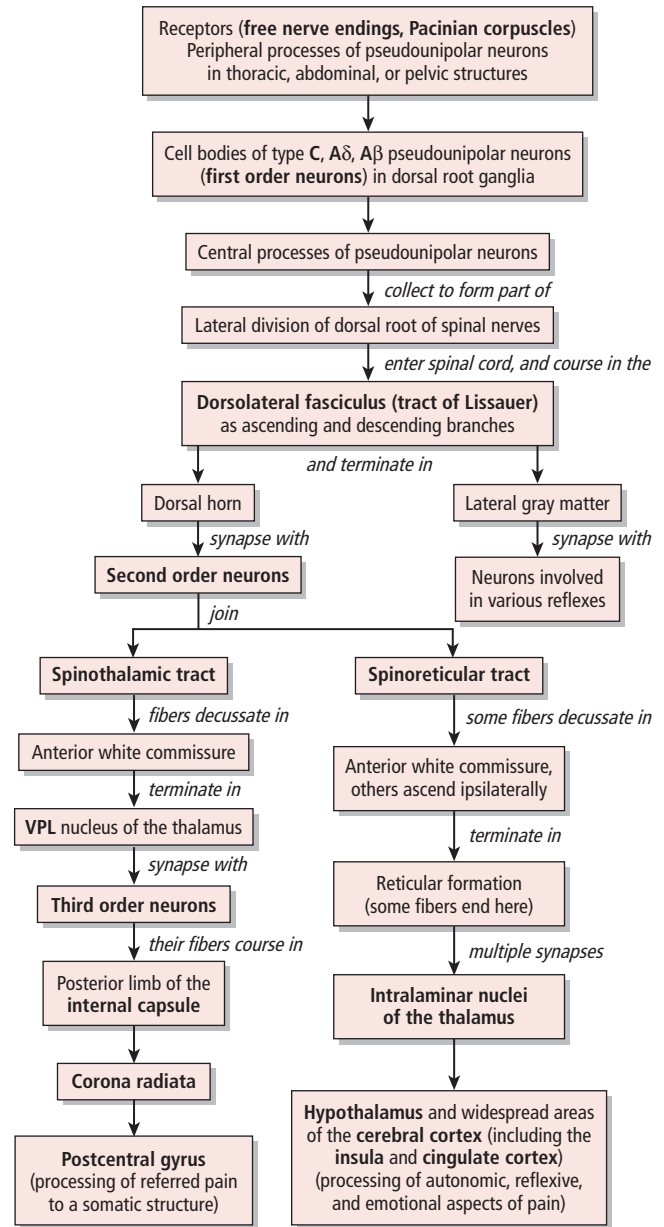 Receptors (free nerve endings, Pacinian corpuscles)
Peripheral processes of pseudounipolar neurons
in thoracic, abdominal, or pelvic structures
Cell bodies of type C, Aδ, Aβ pseudounipolar neurons
(first order neurons) in dorsal root ganglia
Central processes of pseudounipolar neurons
collect to form part of
Lateral division of dorsal root of spinal nerves
enter spinal cord, and course in the
Dorsolateral fasciculus (tract of Lissauer)
as ascending and descending branches
and terminate in
Dorsal horn
synapse with
Second order neurons
join
Lateral gray matter
synapse with
Neurons involved
in various reflexes
Spinothalamic tract
fibers decussate in
Anterior white commissure
terminate in
VPL nucleus of the thalamus
synapse with
Third order neurons
their fibers course in
Posterior limb of the
internal capsule
Corona radiata
Postcentral gyrus
(processing of referred pain
to a somatic structure)
Spinoreticular tract
some fibers decussate in
Anterior white commissure,
others ascend ipsilaterally
terminate in
Reticular formation
(some fibers end here)
multiple synapses
Intralaminar nuclei
of the thalamus
Hypothalamus and widespread areas
of the cerebral cortex (including the
insula and cingulate cortex)
(processing of autonomic, reflexive,
and emotional aspects of pain)